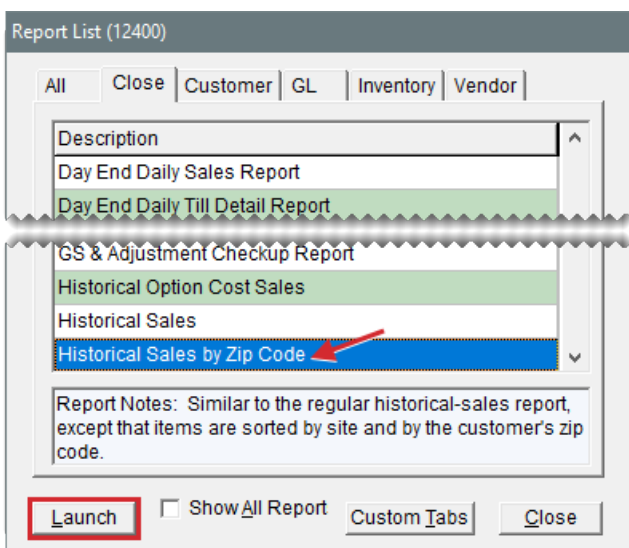 Report List (12400)
All Close Customer GL Inventory Vendor
Description
Day End Daily Sales Report
Day End Daily Till Detail Report
GS & Adjustment Checkup Report
Historical Option Cost Sales
Historical Sales
Historical Sales by Zip Code
Report Notes: Similar to the regular historical-sales report,
except that items are sorted by site and by the customer's zip
code.
Launch Show All Report Custom Tabs Close